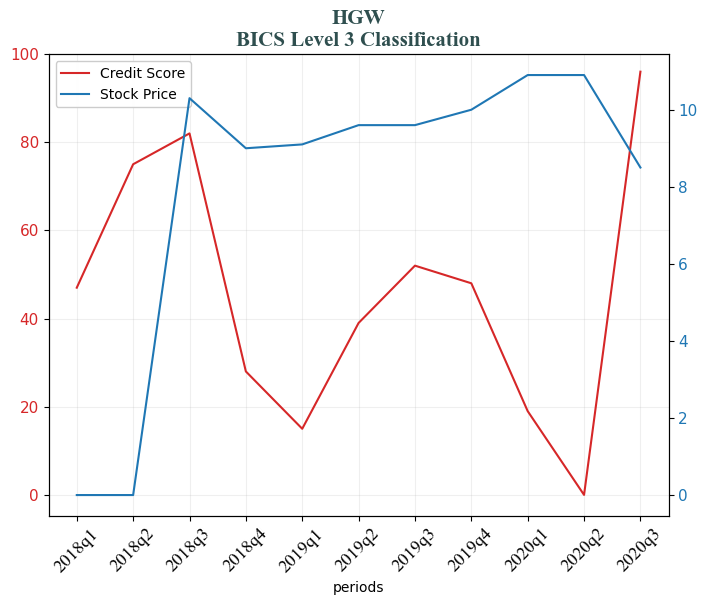 HGW
BICS Level 3 Classification
Credit Score
Stock Price
100
80
60
40
20
0
10
8
6
4
2
0
2018q1
2018q2
2018q3
2018q4
2019q1
2019q2
2019q3
2019q4
2020q1
2020q2
2020q3
periods